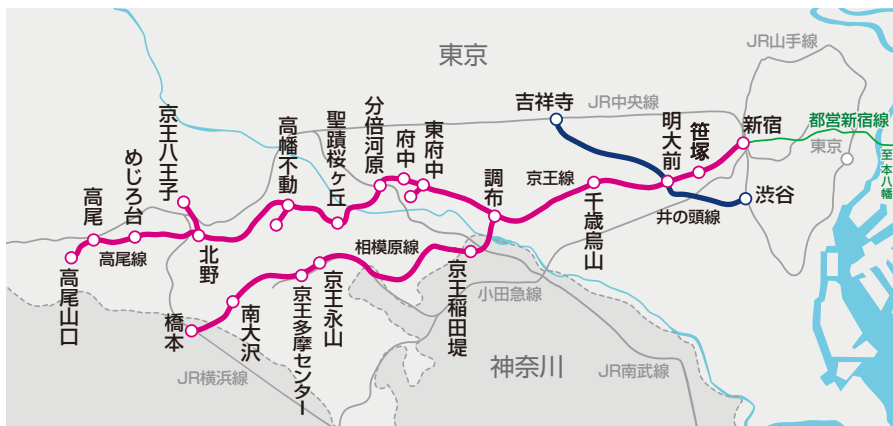 東京
JR山手線
吉祥寺
JR中央線
新宿
都営新宿線
至 本八幡
東京
笹塚
明大前
渋谷
井の頭線
京王線
千歳烏山
調布
東府中
府中
分倍河原
聖蹟桜ヶ丘
高幡不動
京王八王子
めじろ台
高尾
高尾線
高尾山口
北野
相模原線
京王稲田堤
京王永山
京王多摩センター
南大沢
橋本
小田急線
神奈川
JR南武線
JR横浜線